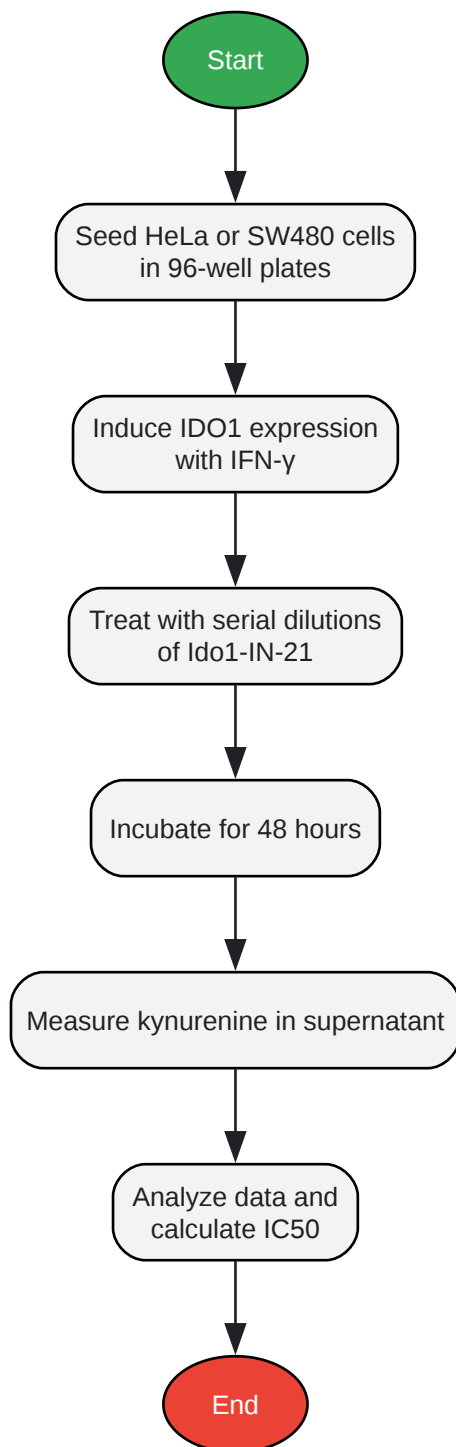 Start
Seed HeLa or SW480 cells
in 96-well plates
Induce IDO1 expression
with IFN-γ
Treat with serial dilutions
of Ido1-IN-21
Incubate for 48 hours
Measure kynurenine in supernatant
Analyze data and
calculate IC50
End